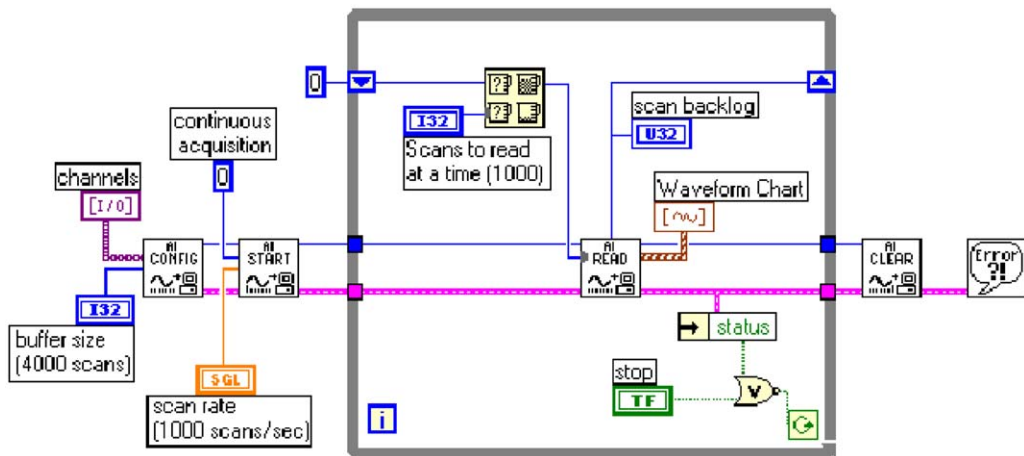 0
continuous
acquisition
0
channels
[I/O]
I32
Scans to read
at a time (1000)
scan backlog
U32
Waveform Chart
AI
CONFIG
AI
START
AI
READ
AI
CLEAR
Error
?!
I32
buffer size
(4000 scans)
SGL
scan rate
(1000 scans/sec)
status
stop
TF
V
i